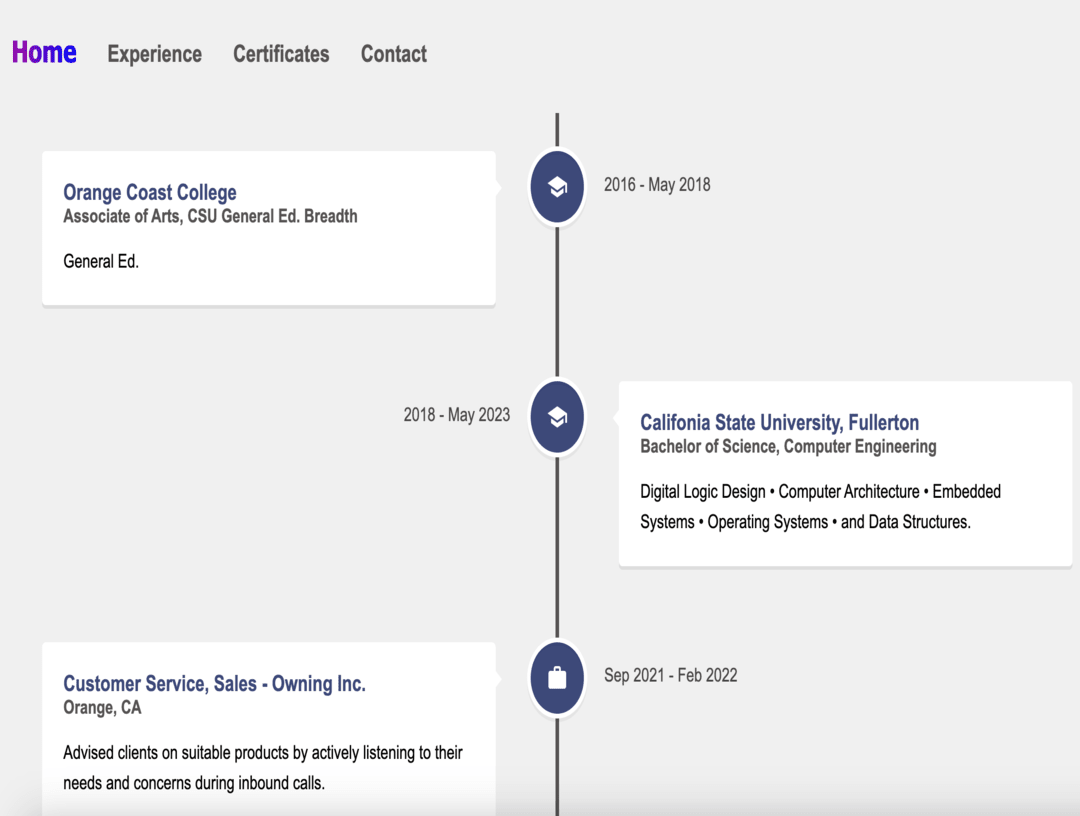 Home Experience Certificates Contact
Orange Coast College
Associate of Arts, CSU General Ed. Breadth
General Ed.
2016 - May 2018
2018 - May 2023
Califonia State University, Fullerton
Bachelor of Science, Computer Engineering
Digital Logic Design • Computer Architecture • Embedded
Systems • Operating Systems • and Data Structures.
Customer Service, Sales - Owning Inc.
Orange, CA
Advised clients on suitable products by actively listening to their
needs and concerns during inbound calls.
Sep 2021 - Feb 2022